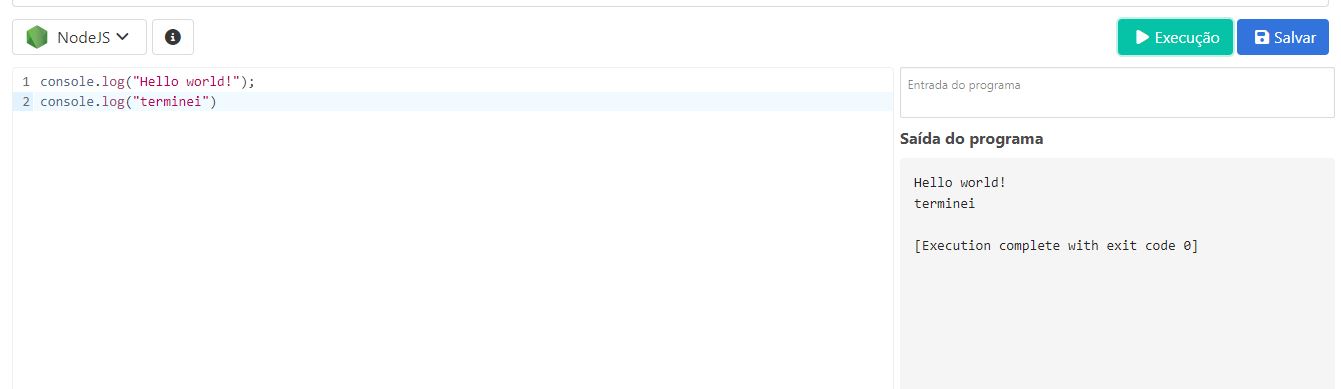 NodeJS
Execução
Salvar
1 console.log("Hello world!");
2 console.log("terminei")
Entrada do programa
Saída do programa
Hello world!
terminei
[Execution complete with exit code 0]